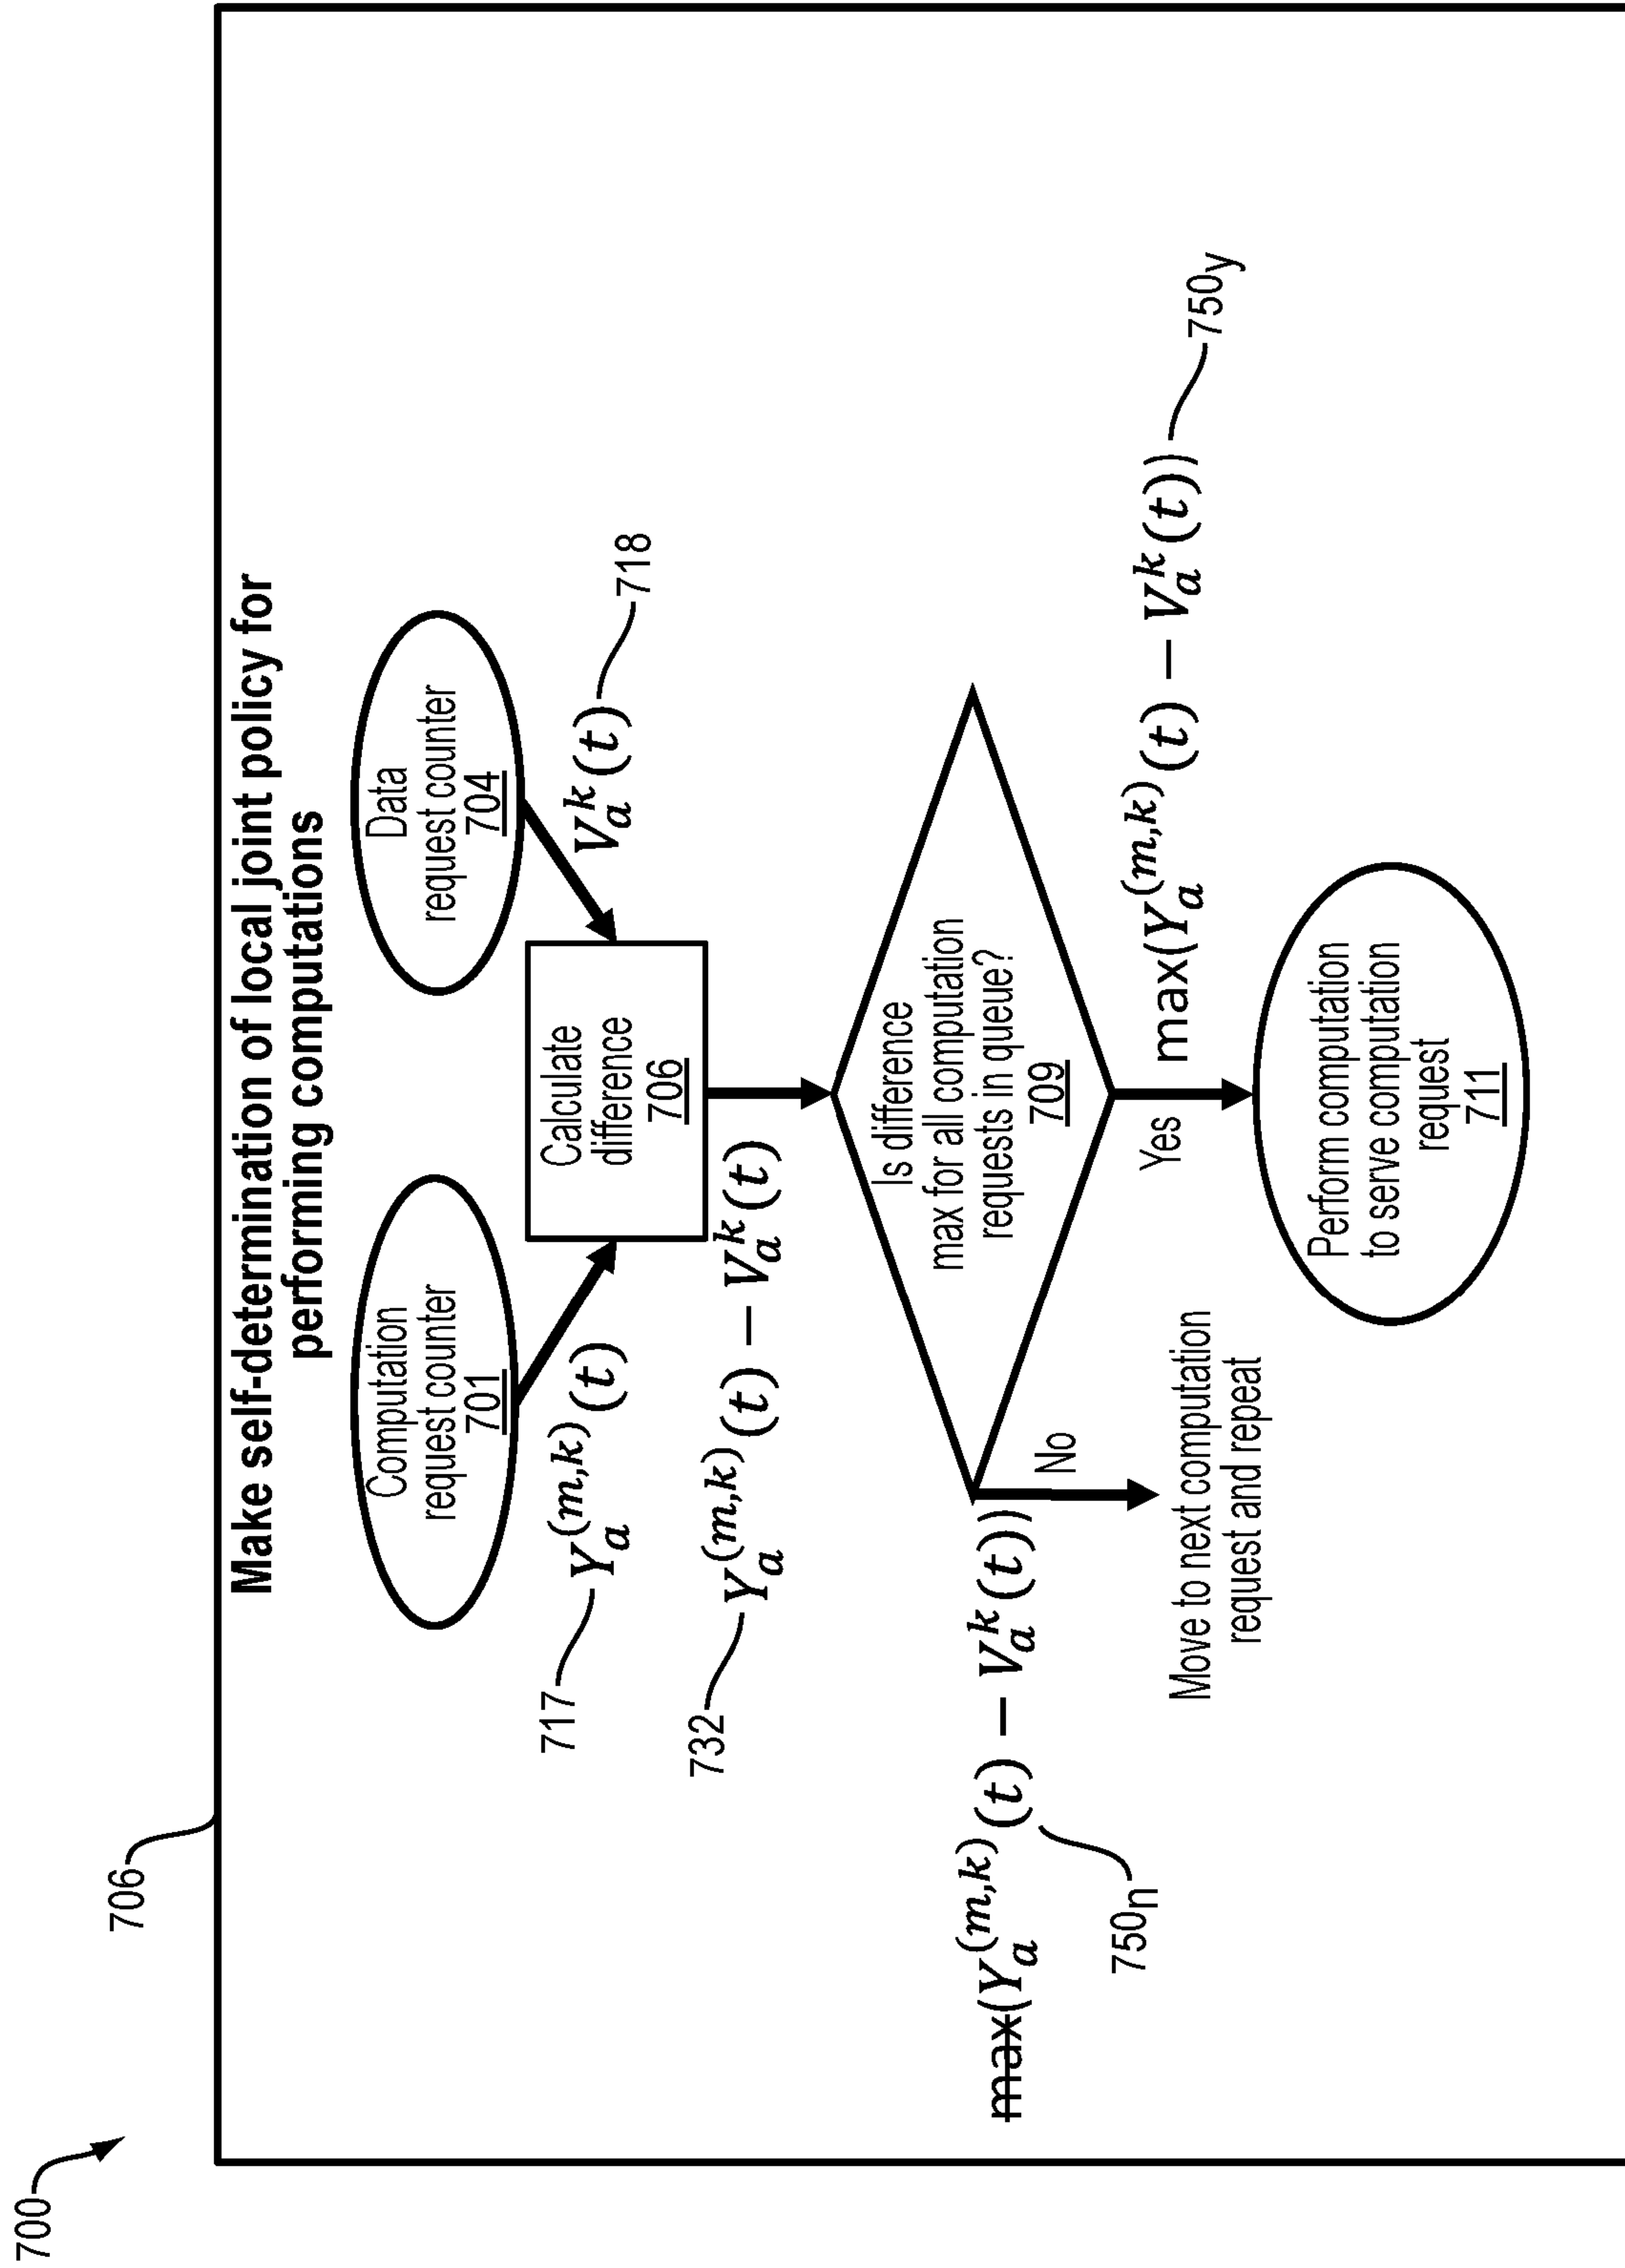 700
706
Make self-determination of local joint policy for
performing computations
Computation
request counter
701
Data
request counter
704
717
Y_a^{(m,k)}(t)
Calculate
difference
706
V_a^k(t)
718
732
Y_a^{(m,k)}(t) − V_a^k(t)
Is difference
max for all computation
requests in queue?
709
max(Y_a^{(m,k)}(t) − V_a^k(t))
750n
No
Move to next computation
request and repeat
Yes
max(Y_a^{(m,k)}(t) − V_a^k(t))
750y
Perform computation
to serve computation
request
711